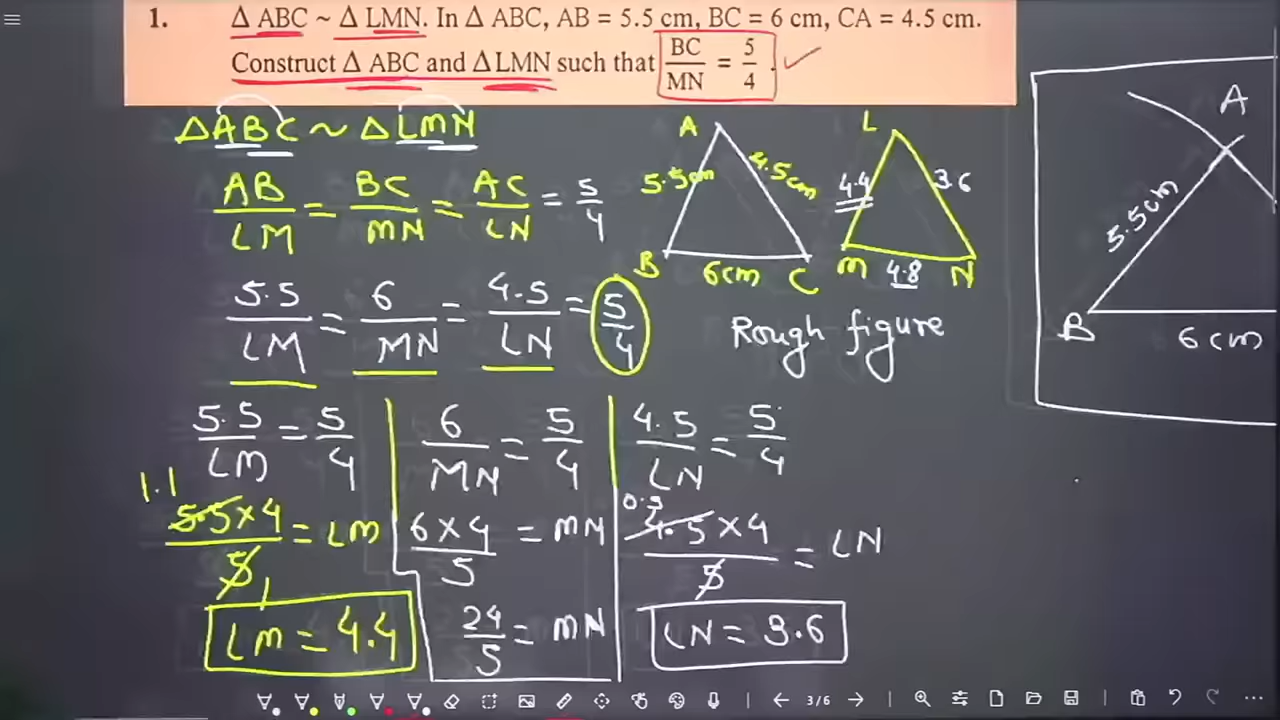 1. Δ ABC ~ Δ LMN. In Δ ABC, AB = 5.5 cm, BC = 6 cm, CA = 4.5 cm.
Construct Δ ABC and Δ LMN such that BC/MN = 5/4.
ΔABC ~ ΔLMN
AB/LM = BC/MN = AC/LN = 5/4
5.5/LM = 6/MN = 4.5/LN = 5/4
5.5/LM = 5/4
1.1
5.5×4/5 = LM
1
LM = 4.4
6/MN = 5/4
6×4/5 = MN
24/5 = MN
4.5/LN = 5/4
0.9
4.5×4/5 = LN
LN = 3.6
A
5.5cm 4.5cm
B 6cm C
L
4.4 3.6
M 4.8 N
Rough figure
A
5.5cm
B
6cm
3/6